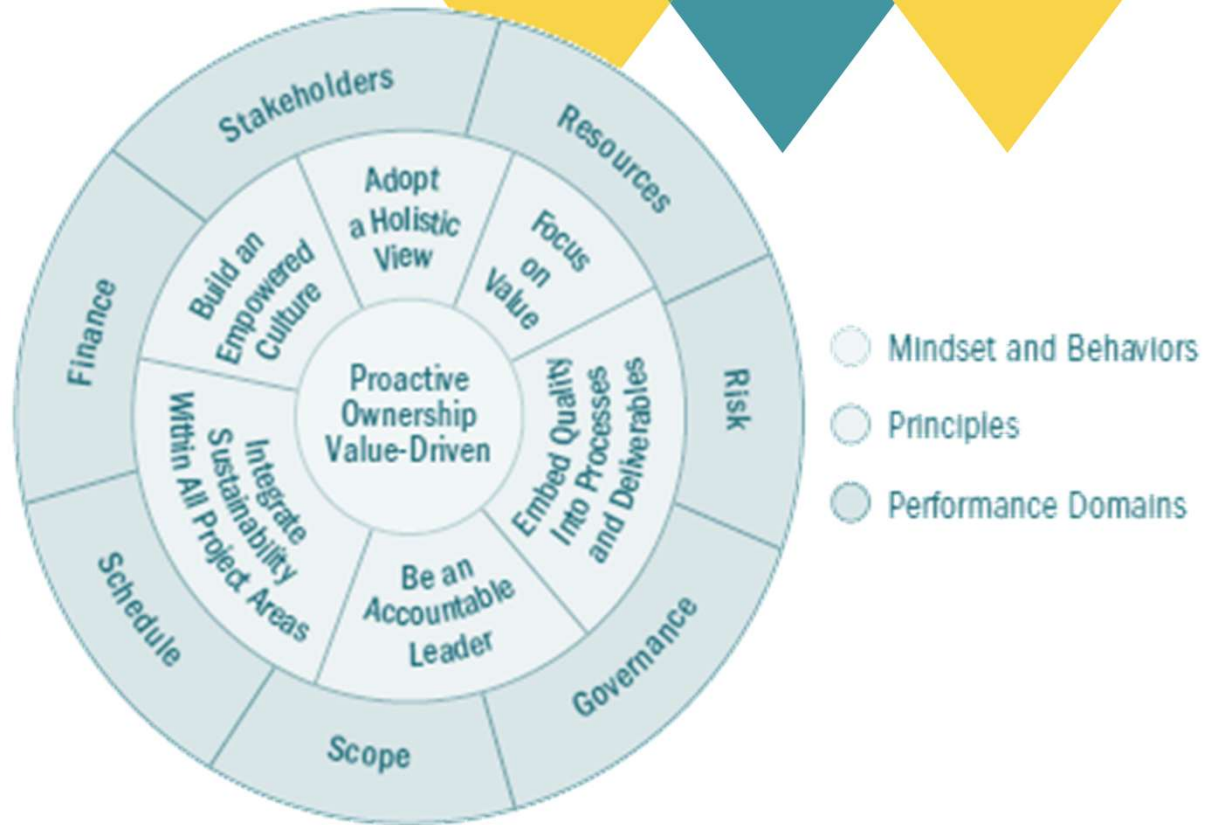 Stakeholders
Resources
Risk
Governance
Scope
Schedule
Finance
Adopt
a Holistic
View
Focus
on
Value
Embed Quality
Into Processes
and Deliverables
Be an
Accountable
Leader
Integrate
Sustainability
Within All Project Areas
Build an
Empowered
Culture
Proactive
Ownership
Value-Driven
Mindset and Behaviors
Principles
Performance Domains